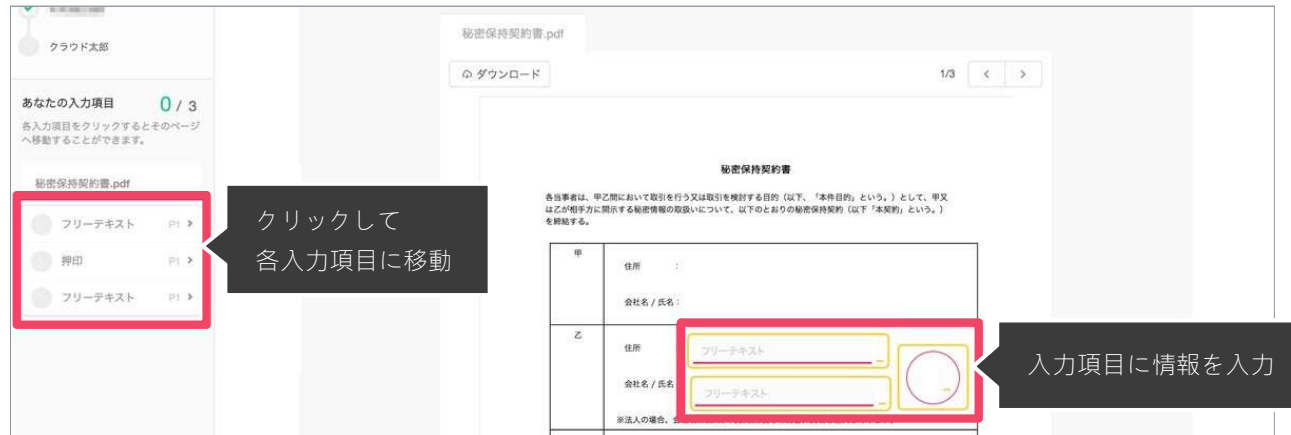 クラウド太郎
あなたの入力項目 0 / 3
各入力項目をクリックするとそのページ
へ移動することができます。
秘密保持契約書.pdf
フリーテキスト P1
押印 P1
フリーテキスト P1
クリックして
各入力項目に移動
秘密保持契約書.pdf
ダウンロード
1/3
秘密保持契約書
各当事者は、甲乙間において取引を行う又は取引を検討する目的（以下、「本件目的」という。）として、甲又
は乙が相手方に開示する秘密情報の取扱いについて、以下のとおりの秘密保持契約（以下「本契約」という。）
を締結する。
甲
住所 :
会社名 / 氏名 :
乙
住所
フリーテキスト
会社名 / 氏名
フリーテキスト
※法人の場合、
入力項目に情報を入力